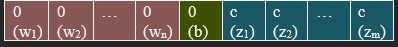 0 0 ... 0 0 c c ... c
(w₁) (w₂) (wₙ) (b) (z₁) (z₂) (zₘ)